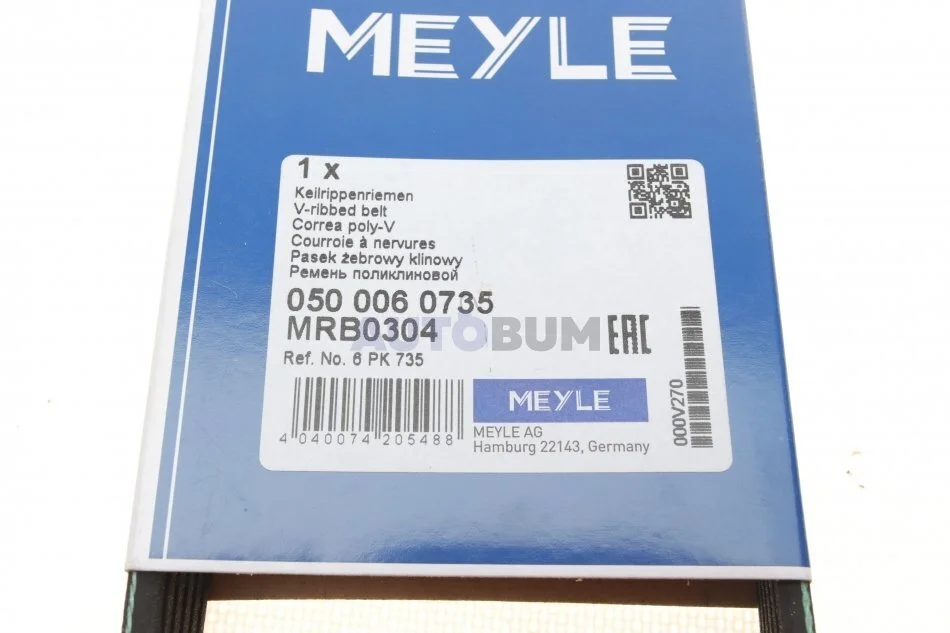 MEYLE
1 x
Keilrippenriemen
V-ribbed belt
Correa poly-V
Courroie à nervures
Pasek żebrowy klinowy
Ремень поликлиновой
050 006 0735
MRB0304
AUTOBUM
EAC
Ref. No. 6 PK 735
4 040074 205488
MEYLE
MEYLE AG
Hamburg 22143, Germany
000V270